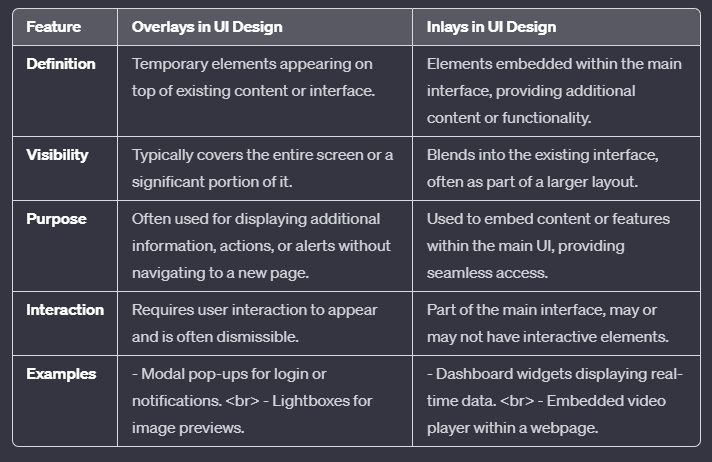 Feature Overlays in UI Design Inlays in UI Design
Definition
Temporary elements appearing on
top of existing content or interface.
Elements embedded within the main
interface, providing additional
content or functionality.
Visibility
Typically covers the entire screen or a
significant portion of it.
Blends into the existing interface,
often as part of a larger layout.
Purpose
Often used for displaying additional
information, actions, or alerts without
navigating to a new page.
Used to embed content or features
within the main UI, providing
seamless access.
Interaction
Requires user interaction to appear
and is often dismissible.
Part of the main interface, may or
may not have interactive elements.
Examples
- Modal pop-ups for login or
notifications. <br> - Lightboxes for
image previews.
- Dashboard widgets displaying real-
time data. <br> - Embedded video
player within a webpage.